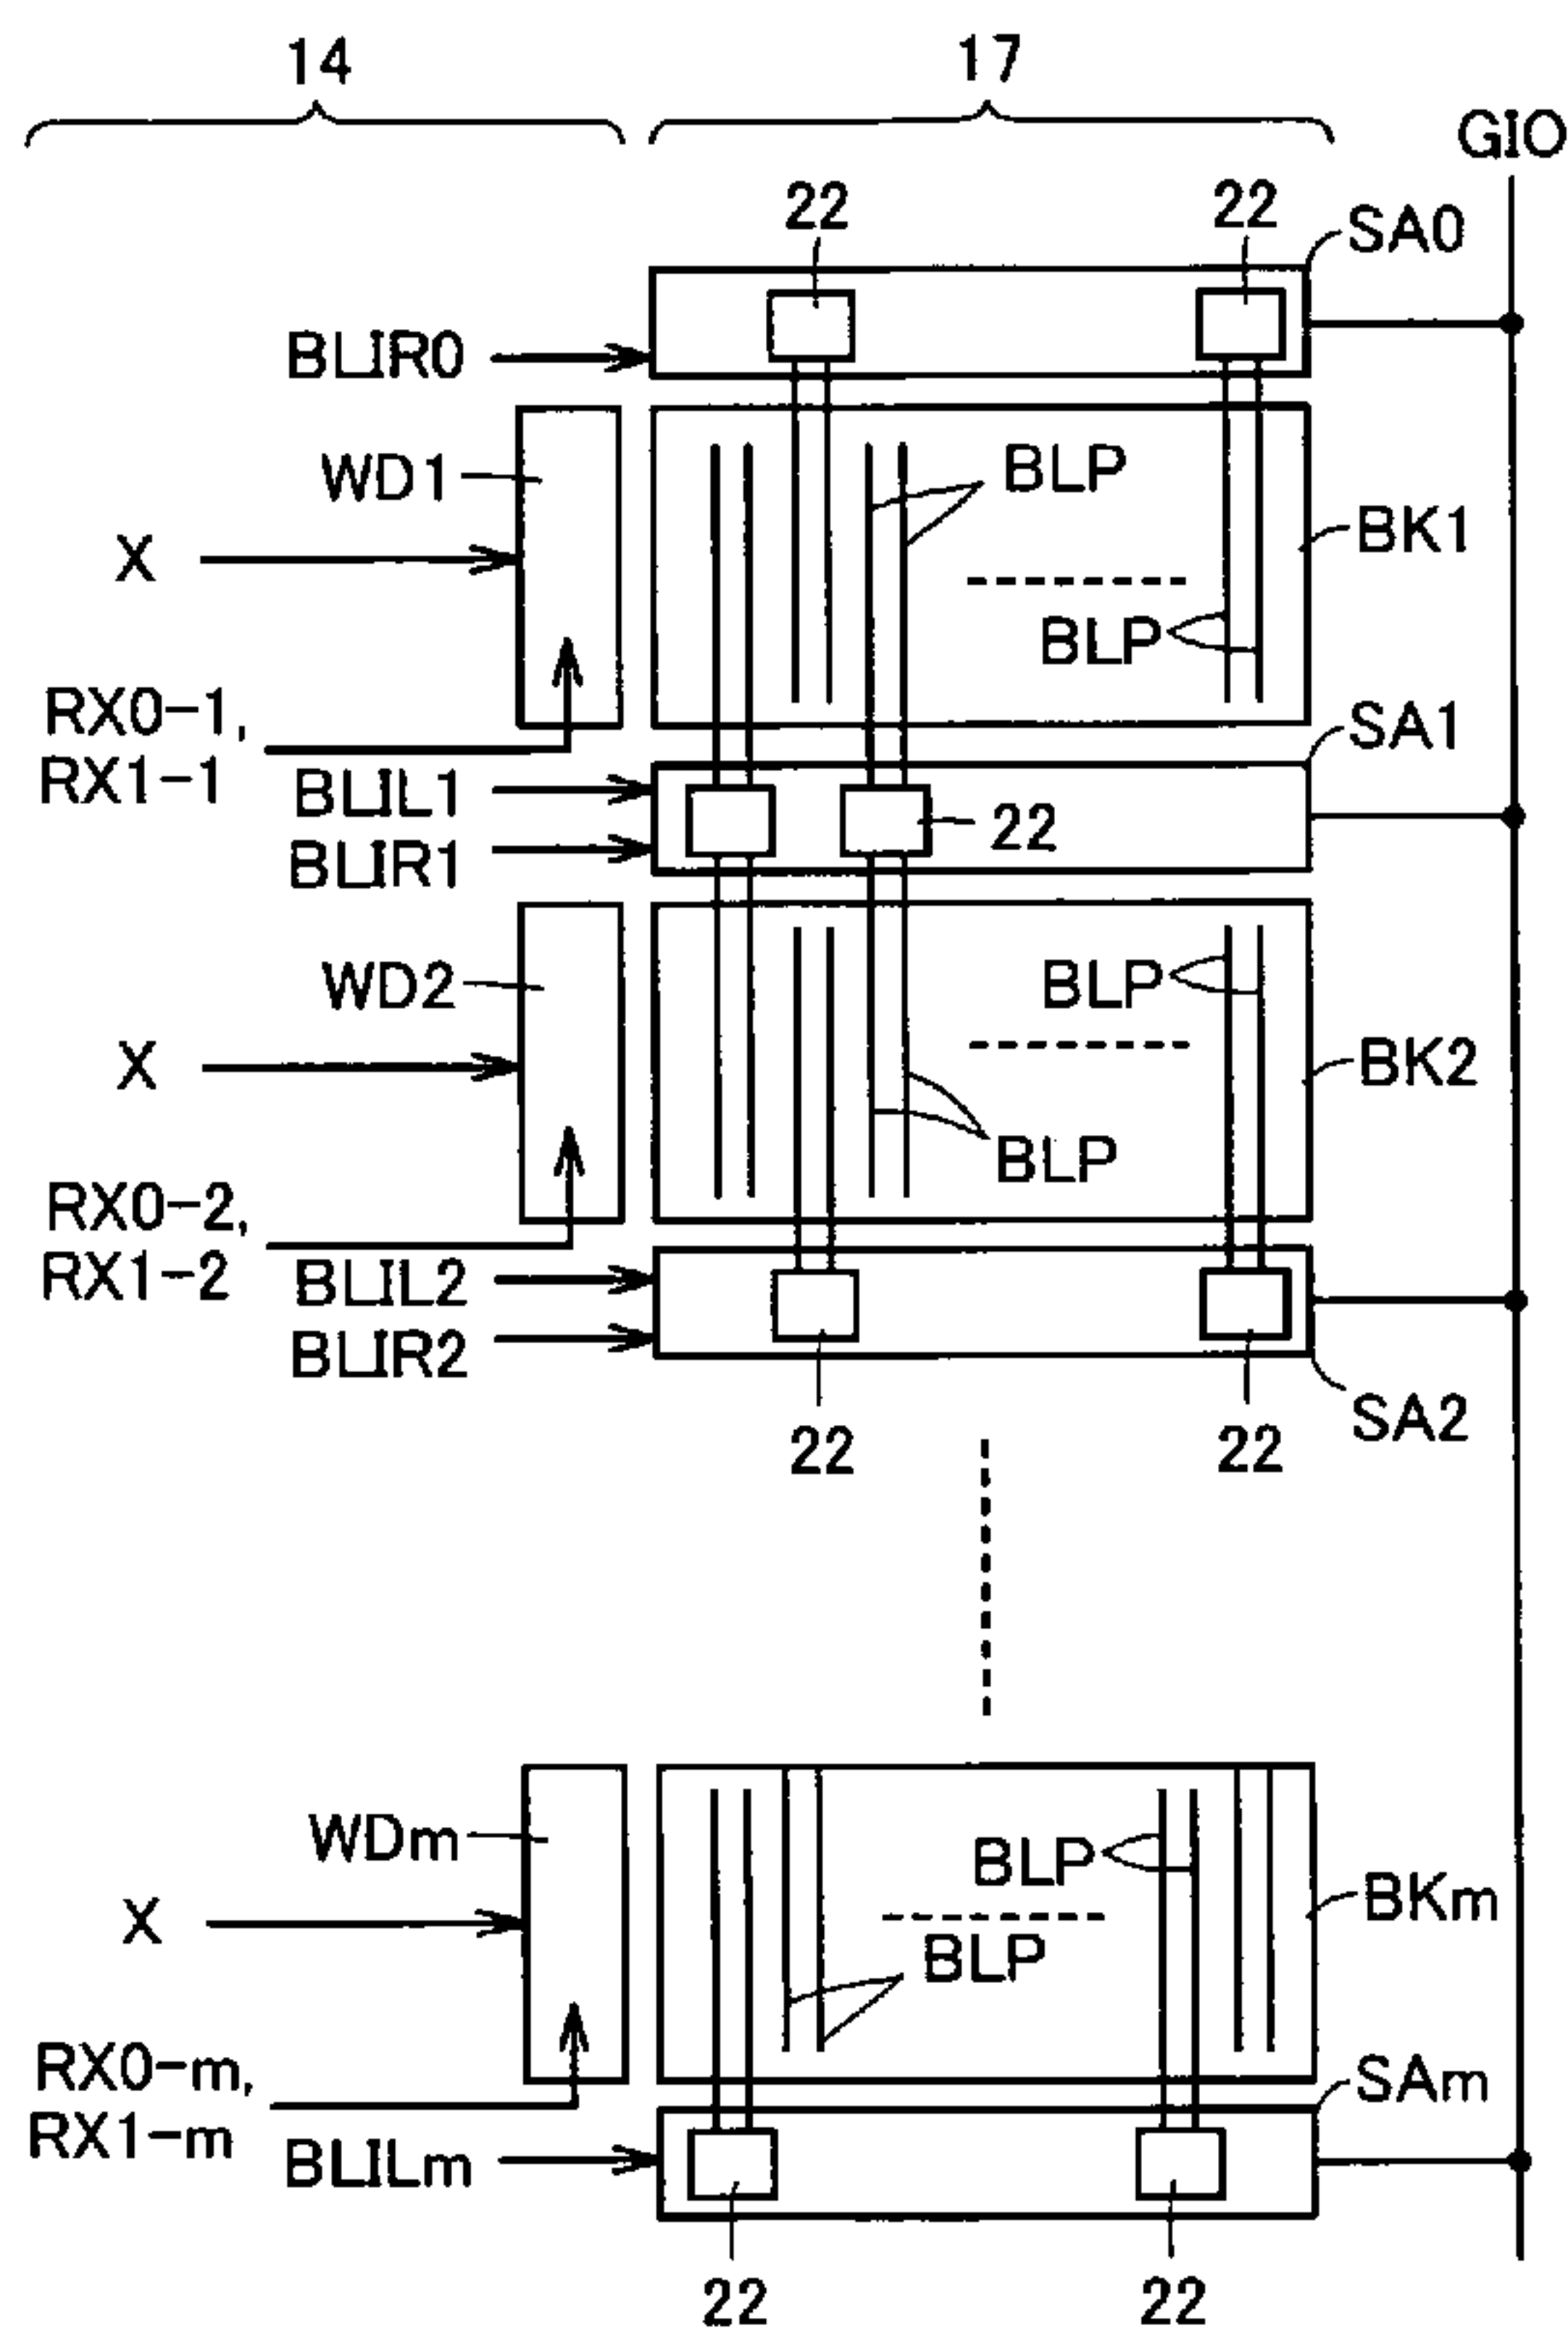 14
17
GIO
22
22
SA0
BLIR0
WD1
BLP
BK1
X
BLP
RX0-1,
RX1-1
SA1
BLIL1
BLIR1
22
WD2
BLP
BK2
X
BLP
RX0-2,
RX1-2
BLIL2
BLIR2
SA2
22
22
WDm
BLP
BKm
X
BLP
RX0-m,
RX1-m
SAm
BLILm
22
22